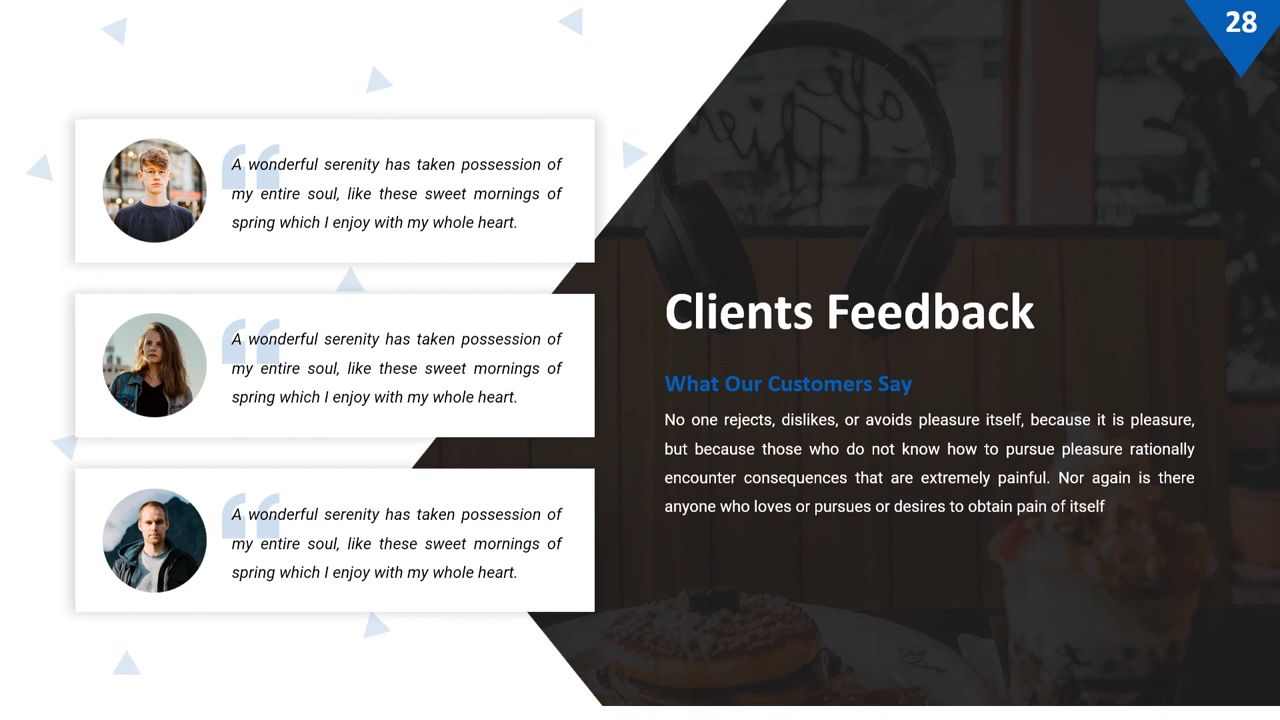 28
A wonderful serenity has taken possession of
my entire soul, like these sweet mornings of
spring which I enjoy with my whole heart.
A wonderful serenity has taken possession of
my entire soul, like these sweet mornings of
spring which I enjoy with my whole heart.
A wonderful serenity has taken possession of
my entire soul, like these sweet mornings of
spring which I enjoy with my whole heart.
Clients Feedback
What Our Customers Say
No one rejects, dislikes, or avoids pleasure itself, because it is pleasure,
but because those who do not know how to pursue pleasure rationally
encounter consequences that are extremely painful. Nor again is there
anyone who loves or pursues or desires to obtain pain of itself